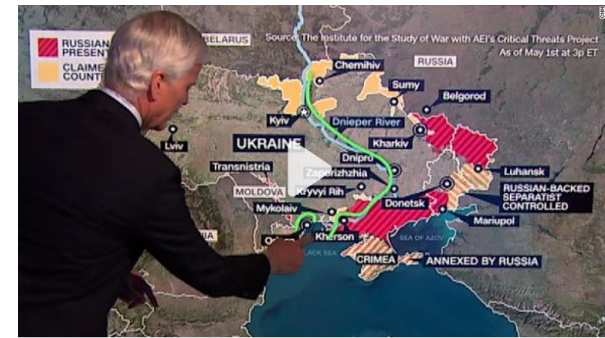 CNN
RUSSIAN
PRESEN
CLAIMED
COUNT
BELARUS
Source: The Institute for the Study of War with AEI's Critical Threats Project
As of May 1st at 3p ET
RUSSIA
Chernihiv
Sumy
Belgorod
Kyiv
Dnieper River
Kharkiv
UKRAINE
Lviv
Transnistria
Dnipro
Zaporizhzhia
Luhansk
MOLDOVA
Kryvyi Rih
RUSSIAN-BACKED
SEPARATIST
CONTROLLED
Donetsk
Mykolaiv
Mariupol
Kherson
SEA OF AZOV
BLACK SEA
CRIMEA
ANNEXED BY RUSSIA